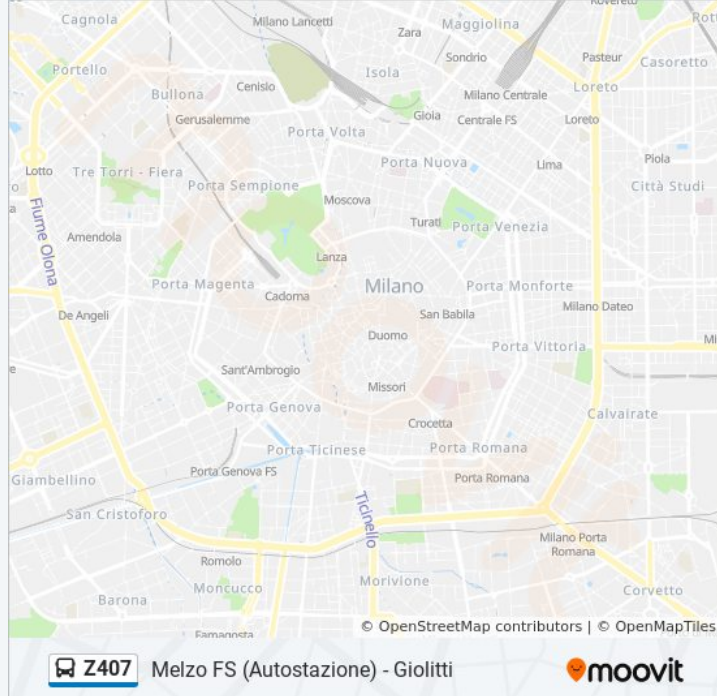 Cagnola
Milano Lancetti
Zara
Maggiolina
Rovereto
Sondrio
Pasteur
Casoretto
Portello
Isola
Bullona
Cenisio
Milano Centrale
Loreto
Gerusalemme
Gioia
Centrale FS
Loreto
Porta Volta
Lotto
Tre Torri - Fiera
Porta Nuova
Lima
Piola
Porta Sempione
Città Studi
Moscova
Turati
Porta Venezia
Fiume Olona
Amendola
Lanza
Porta Magenta
Cadorna
Milano
Porta Monforte
De Angeli
San Babila
Milano Dateo
Duomo
Porta Vittoria
Sant'Ambrogio
Missori
Porta Genova
Crocetta
Calvairate
Porta Ticinese
Porta Romana
Giambellino
Porta Genova FS
Porta Romana
San Cristoforo
Ticinello
Milano Porta
Romana
Romolo
Moncucco
Morivione
Corvetto
Barona
Famagosta
© OpenStreetMap contributors | © OpenMapTiles
Z407 Melzo FS (Autostazione) - Giolitti
moovit